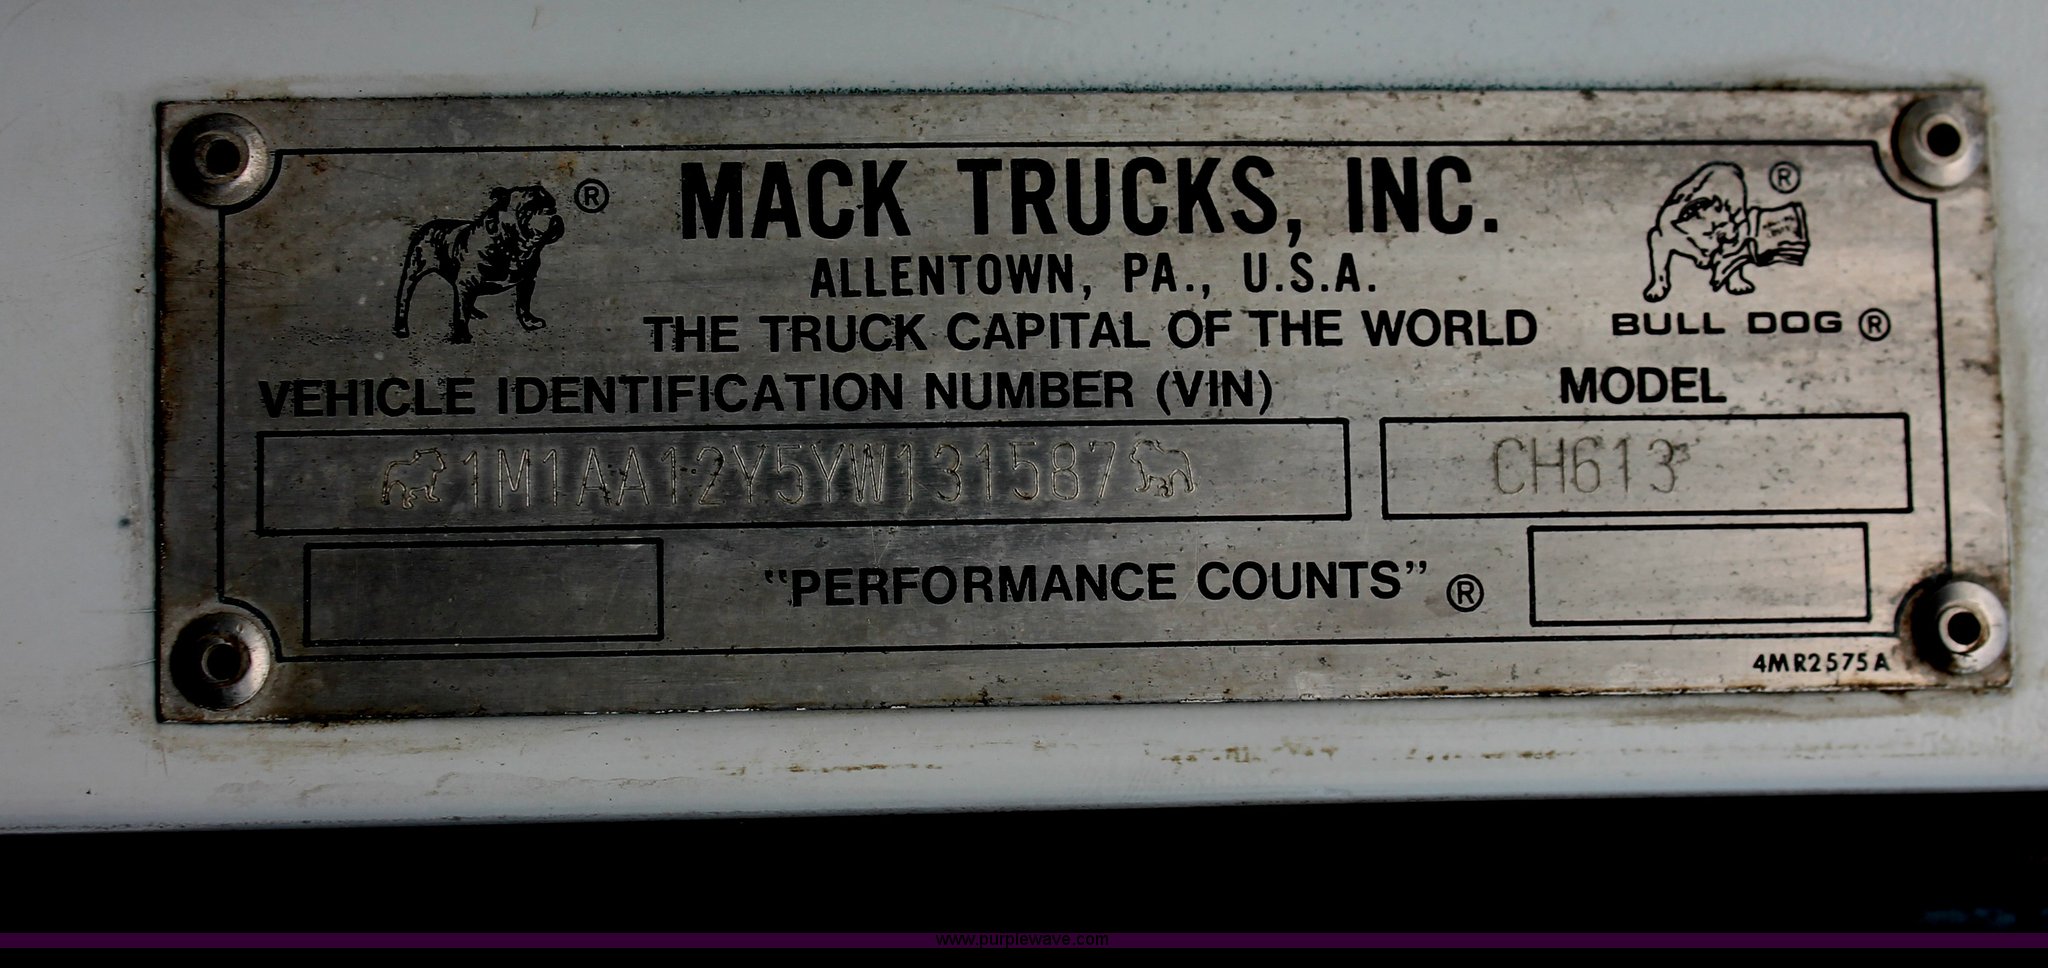 MACK TRUCKS, INC.
ALLENTOWN, PA., U.S.A.
THE TRUCK CAPITAL OF THE WORLD
®
®
BULL DOG ®
VEHICLE IDENTIFICATION NUMBER (VIN)
MODEL
1M1AA12Y5YW131587
CH613
"PERFORMANCE COUNTS" ®
4MR2575A
www.purplewave.com